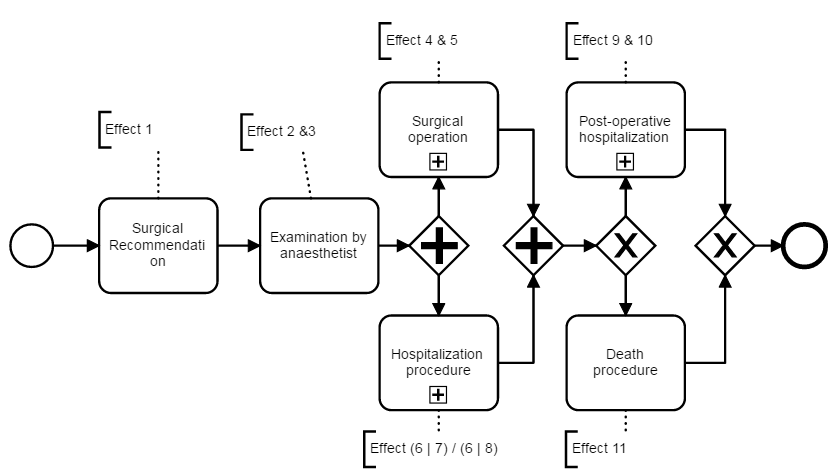 Effect 4 & 5
Effect 9 & 10
Effect 1
Effect 2 &3
Surgical
operation
Post-operative
hospitalization
Surgical
Recommendati
on
Examination by
anaesthetist
X
X
Hospitalization
procedure
Death
procedure
Effect (6 | 7) / (6 | 8)
Effect 11